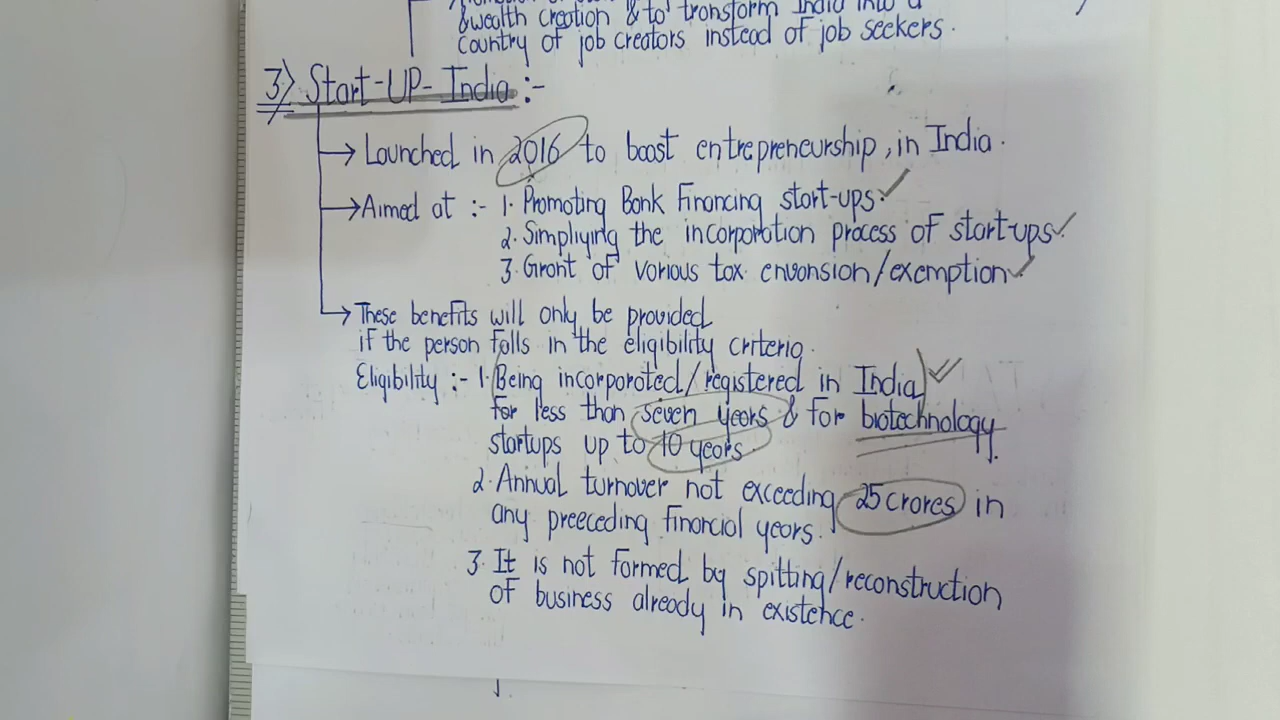 & wealth creation & to transform India into a
country of job creators instead of job seekers.
3) Start-UP-India :-
→ Launched in 2016 to boost entrepreneurship, in India.
→ Aimed at :- 1. Promoting Bank Financing start-ups
2. Simpliying the incorporation process of start-ups
3. Grant of various tax /exemption
→ These benefits will only be provided
if the person falls in the eligibility criteria.
Eligibility :- 1. Being incorporated/registered in India
for less than seven years & for biotechnology
startups up to 10 years.
2. Annual turnover not exceeding 25 crores in
any preeceding financial years.
3. It is not formed by spitting/reconstruction
of business already in existence.